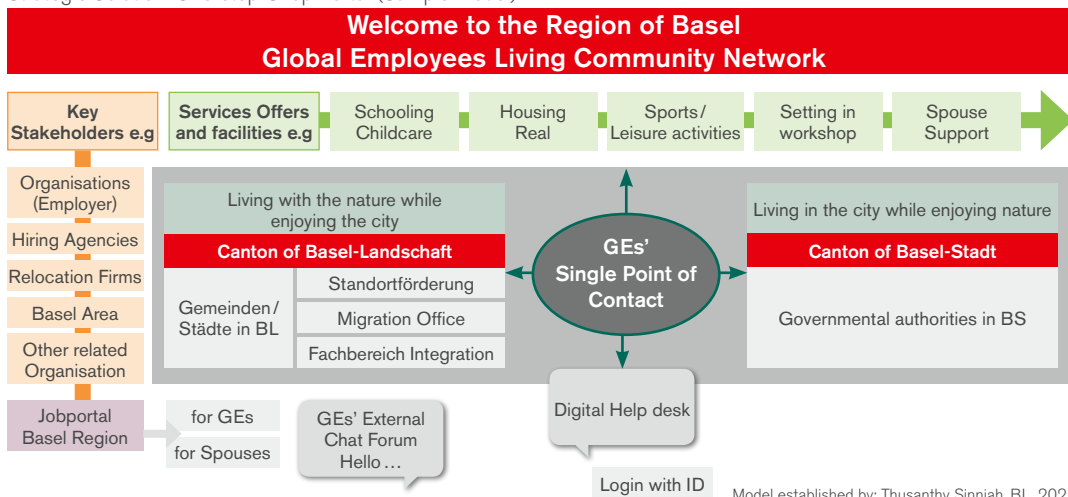 Welcome to the Region of Basel
Global Employees Living Community Network
Key
Stakeholders e.g
Services Offers
and facilities e.g
Schooling
Childcare
Housing
Real
Sports/
Leisure activities
Setting in
workshop
Spouse
Support
Organisations
(Employer)
Hiring Agencies
Relocation Firms
Basel Area
Other related
Organisation
Jobportal
Basel Region
for GEs
for Spouses
Living with the nature while
enjoying the city
Canton of Basel-Landschaft
Gemeinden/
Städte in BL
Standortförderung
Migration Office
Fachbereich Integration
GEs’
Single Point of
Contact
Living in the city while enjoying nature
Canton of Basel-Stadt
Governmental authorities in BS
GEs’ External
Chat Forum
Hello ...
Digital Help desk
Login with ID
Model established by: Thusanthy Sinniah, BL, 202